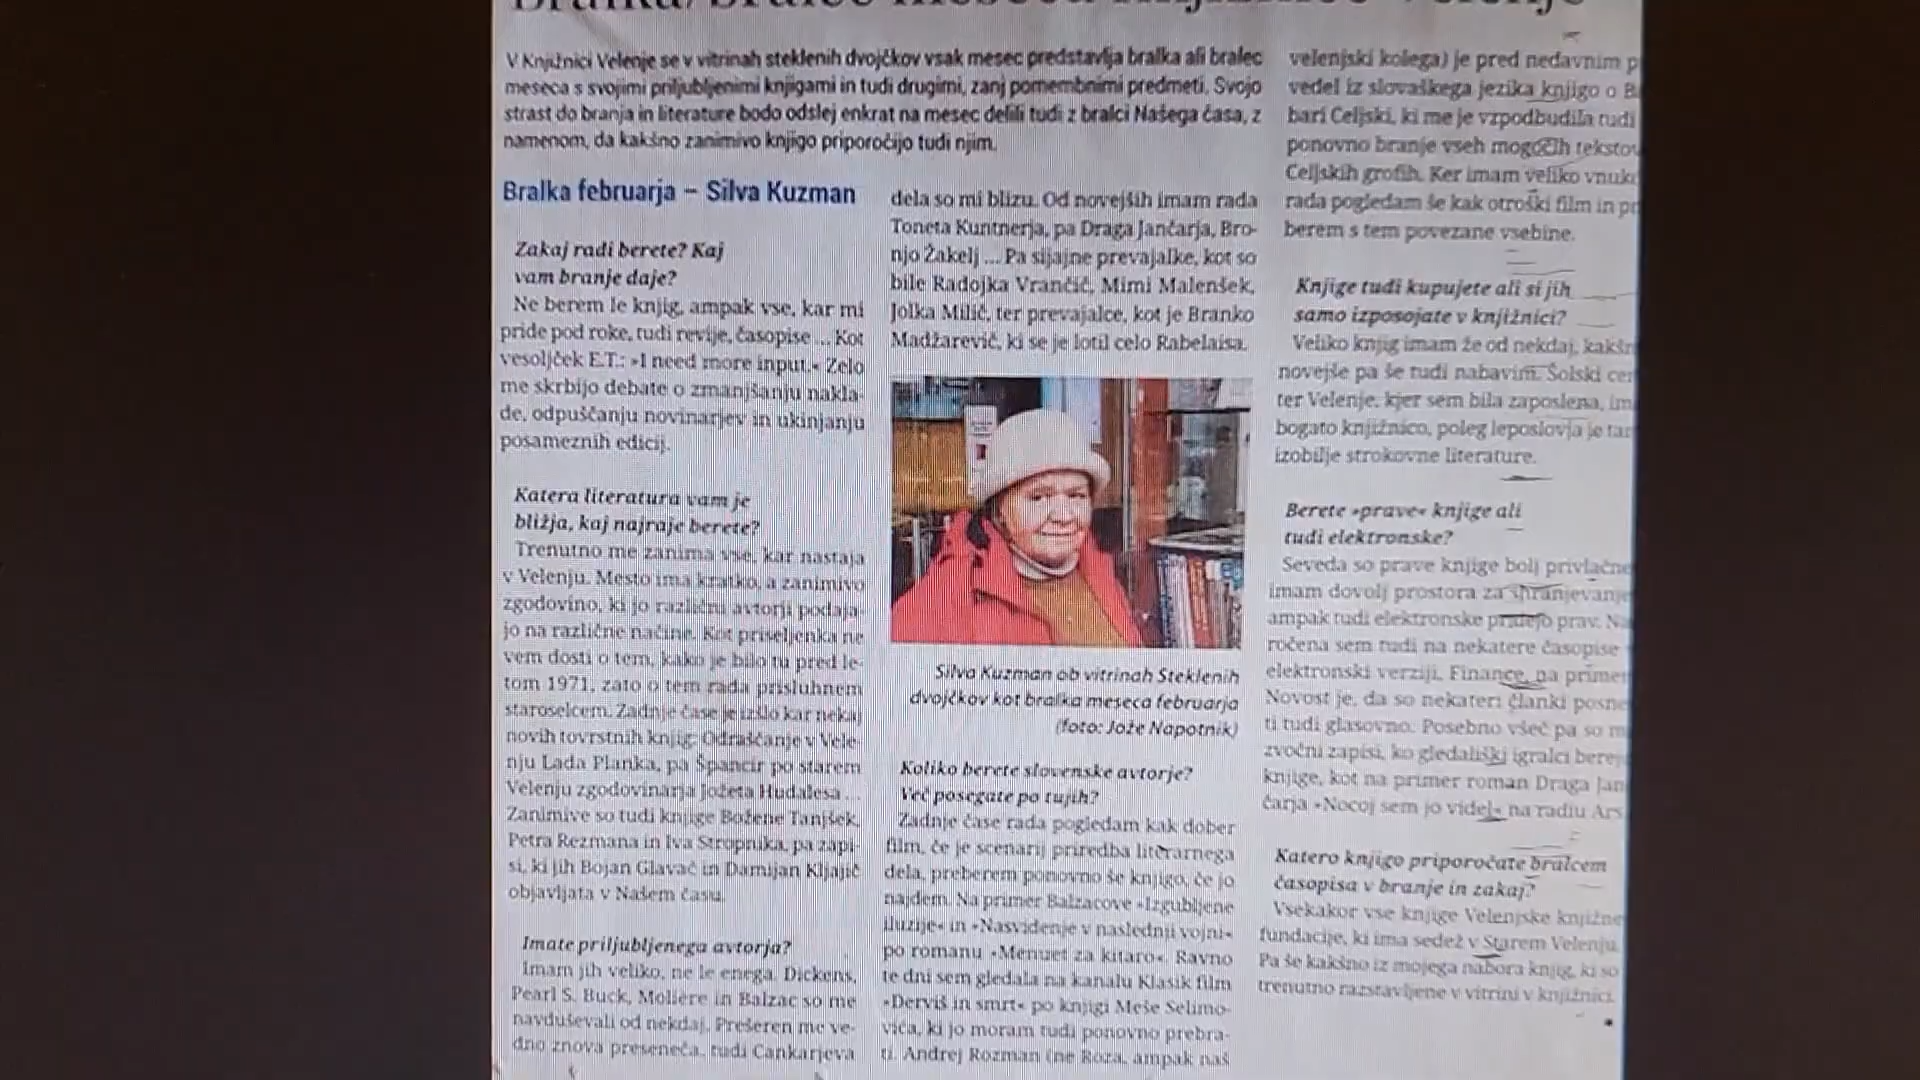 V Knjižnici Velenje se v vitrinah steklenih dvojčkov vsak mesec predstavlja bralka ali bralec
meseca s svojimi priljubljenimi knjigami in tudi drugimi, zanj pomembnimi predmeti. Svojo
strast do branja in literature bodo odslej enkrat na mesec delili tudi z bralci Našega časa, z
namenom, da kakšno zanimivo knjigo priporočijo tudi njim.
Bralka februarja – Silva Kuzman
Zakaj radi berete? Kaj
vam branje daje?
Ne berem le knjig, ampak vse, kar mi
pride pod roke, tudi revije, časopise ... Kot
vesoljček E.T.: »I need more input.« Zelo
me skrbijo debate o zmanjšanju nakla-
de, odpuščanju novinarjev in ukinjanju
posameznih edicij.
Katera literatura vam je
bližja, kaj najraje berete?
Trenutno me zanima vse, kar nastaja
v Velenju. Mesto ima kratko, a zanimivo
zgodovino, ki jo različni avtorji podaja-
jo na različne načine. Kot priseljenka ne
vem dosti o tem, kako je bilo tu pred le-
tom 1971, zato o tem rada prisluhnem
staroselcem. Zadnje čase je izšlo kar nekaj
novih tovrstnih knjig: Odraščanje v Vele-
nju Lada Planka, pa Špancir po starem
Velenju zgodovinarja Jožeta Hudalesa ...
Zanimive so tudi knjige Božene Tanjšek,
Petra Rezmana in Iva Stropnika, pa zapi-
si, ki jih Bojan Glavač in Damijan Kljajič
objavljata v Našem času.
Imate priljubljenega avtorja?
Imam jih veliko, ne le enega. Dickens,
Pearl S. Buck, Molière in Balzac so me
navduševali od nekdaj. Prešeren me ve-
dno znova preseneča, tudi Cankarjeva
dela so mi blizu. Od novejših imam rada
Toneta Kuntnerja, pa Draga Jančarja, Bro-
njo Žakelj ... Pa sijajne prevajalke, kot so
bile Radojka Vrančič, Mimi Malenšek,
Jolka Milič, ter prevajalce, kot je Branko
Madžarevič, ki se je lotil celo Rabelaisa.
Silva Kuzman ob vitrinah Steklenih
dvojčkov kot bralka meseca februarja
(foto: Jože Napotnik)
Koliko berete slovenske avtorje?
Več posegate po tujih?
Zadnje čase rada pogledam kak dober
film, če je scenarij priredba literarnega
dela, preberem ponovno še knjigo, če jo
najdem. Na primer Balzacove »Izgubljene
iluzije« in »Nasvidenje v naslednji vojni«
po romanu »Menuet za kitaro«. Ravno
te dni sem gledala na kanalu Klasik film
»Derviš in smrt« po knjigi Meše Selimo-
vića, ki jo moram tudi ponovno prebra-
ti. Andrej Rozman (ne Roza, ampak naš
velenjski kolega) je pred nedavnim
vedel iz slovaškega jezika knjigo o
bari Celjski, ki me je vzpodbudila tudi
ponovno branje vseh mogočih tekstov
Celjskih grofih. Ker imam veliko
rada pogledam še kak otroški film in
berem s tem povezane vsebine.
Knjige tudi kupujete ali si jih
samo izposojate v knjižnici?
Veliko knjig imam že od nekdaj,
novejše pa še tudi nabavim. Šolski
ter Velenje, kjer sem bila zaposlena,
bogato knjižnico, poleg leposlovja je
izobilje strokovne literature.
Berete »prave« knjige ali
tudi elektronske?
Seveda so prave knjige bolj privlačne
imam dovolj prostora za shranjevanje
ampak tudi elektronske pridejo prav.
ročena sem tudi na nekatere časopise
elektronski verziji, Finance, na primer
Novost je, da so nekateri članki
ti tudi glasovno. Posebno všeč pa so
zvočni zapisi, ko gledališki igralci
knjige, kot na primer roman Draga Jan
čarja »Nocoj sem jo videl« na radiu Ars.
Katero knjigo priporočate bralcem
časopisa v branje in zakaj?
Vsekakor vse knjige Velenjske knjižne
fundacije, ki ima sedež v Starem Velenju.
Pa še kakšno iz mojega nabora knjig, ki so
trenutno razstavljene v vitrini v knjižnici.